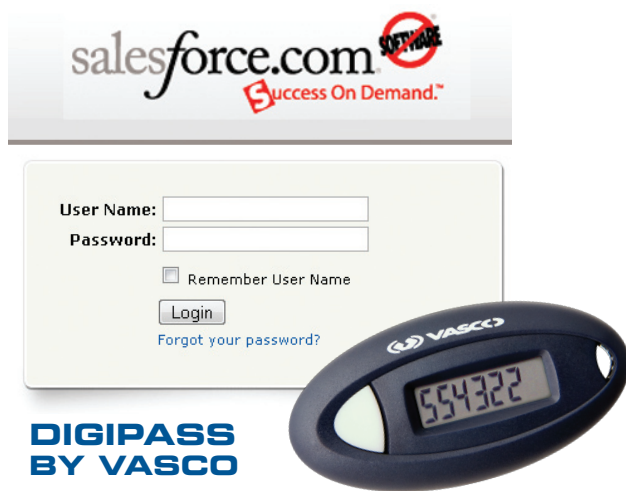 salesforce.com
SOFTWARE
Success On Demand.™
User Name:
Password:
Remember User Name
Login
Forgot your password?
VASCO
554322
DIGIPASS
BY VASCO